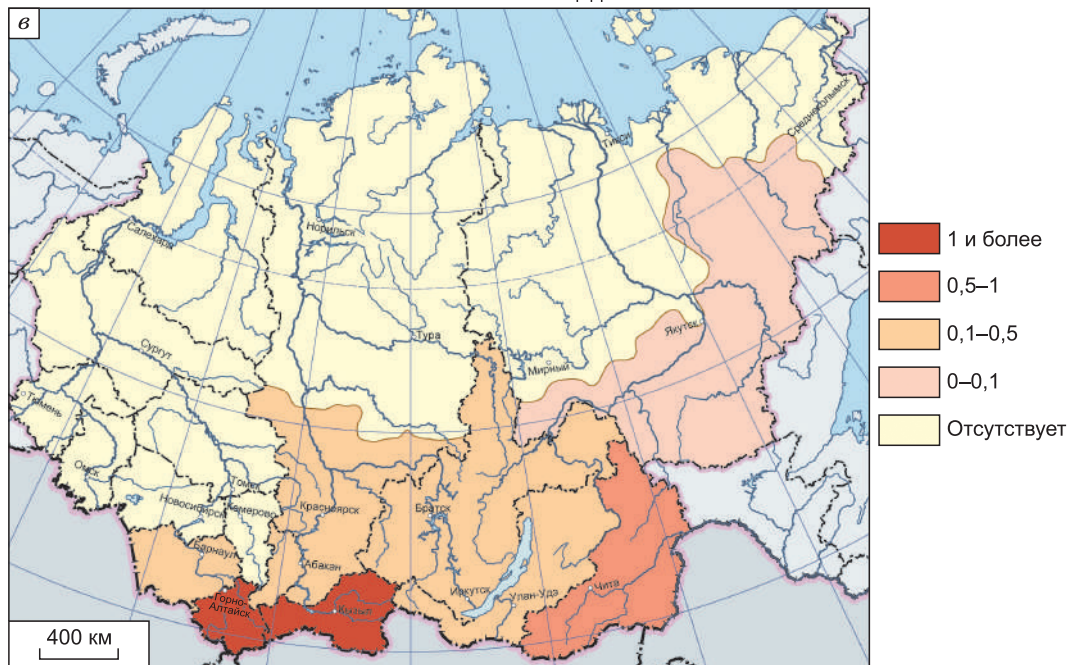 в
Тикси
Среднеколымск
Салехард
Норильск
Якутск
Тура
Сургут
Мирный
Тюмень
Омск
Томск
Новосибирск
Кемерово
Красноярск
Братск
Барнаул
Абакан
Иркутск
Улан-Удэ
Чита
Горно-
Алтайск
Кызыл
400 км
1 и более
0,5–1
0,1–0,5
0–0,1
Отсутствует